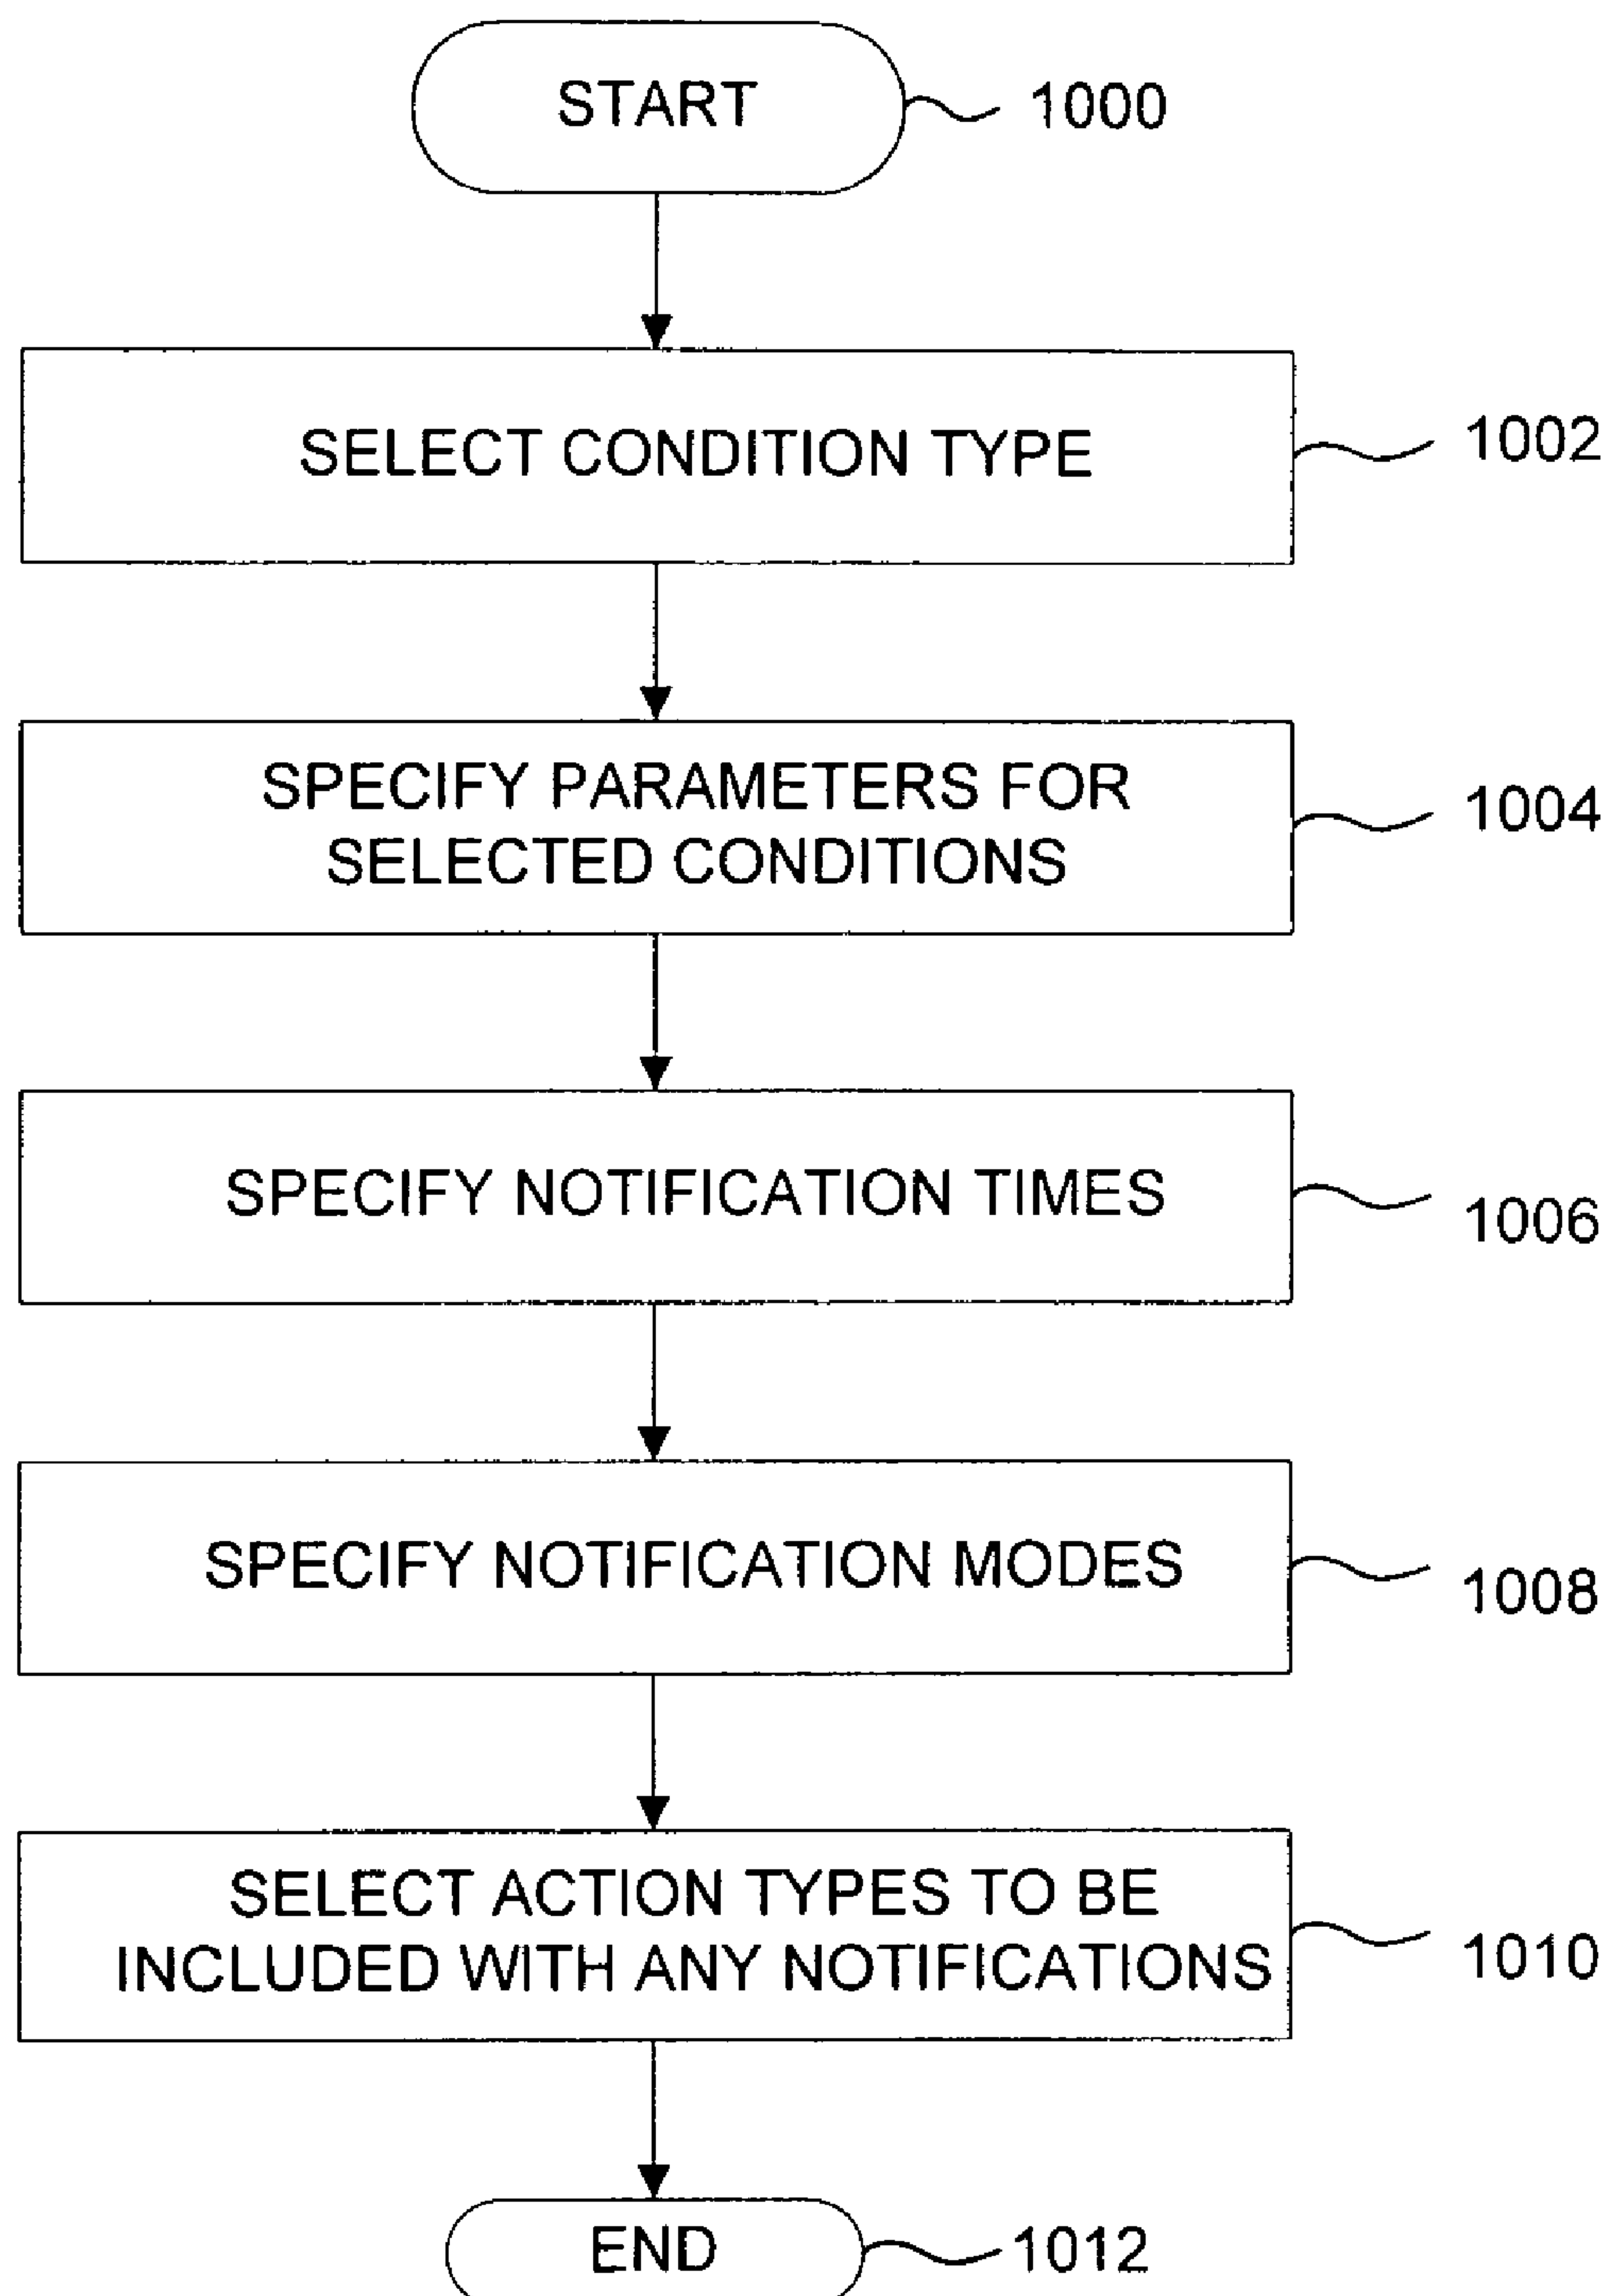 START
1000
SELECT CONDITION TYPE
1002
SPECIFY PARAMETERS FOR
SELECTED CONDITIONS
1004
SPECIFY NOTIFICATION TIMES
1006
SPECIFY NOTIFICATION MODES
1008
SELECT ACTION TYPES TO BE
INCLUDED WITH ANY NOTIFICATIONS
1010
END
1012